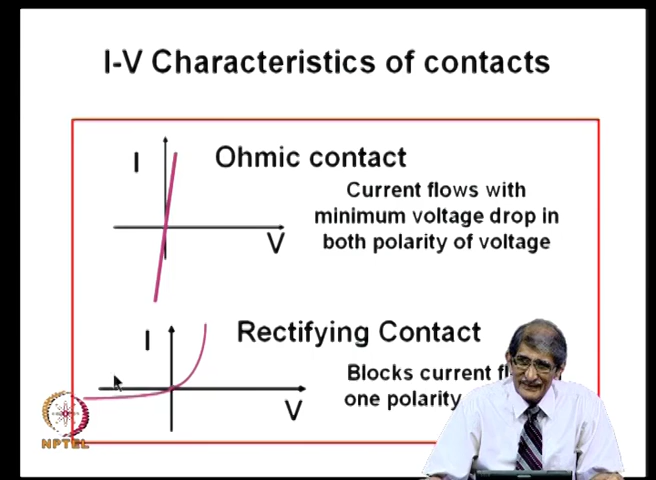 I-V Characteristics of contacts
I
Ohmic contact
Current flows with
minimum voltage drop in
both polarity of voltage
V
I
Rectifying Contact
Blocks current
one polarity
V
NPTEL